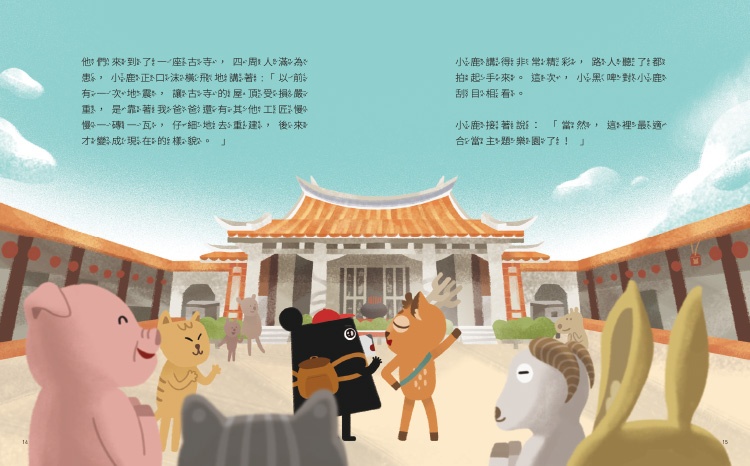 他們來到了一座古寺，四周人滿為
患，小鹿正口沫橫飛地講著：「以前
有一次地震，讓古寺的屋頂受損嚴
重，是靠著我爸爸還有其他工匠慢
慢一磚一瓦，仔細地去重建，後來
才變成現在的樣貌。」
小鹿講得非常精彩，路人聽了都
拍起手來。這次，小黑啤對小鹿
刮目相看。
小鹿接著說：「當然，這裡最適
合當主題樂園了！」
14
15